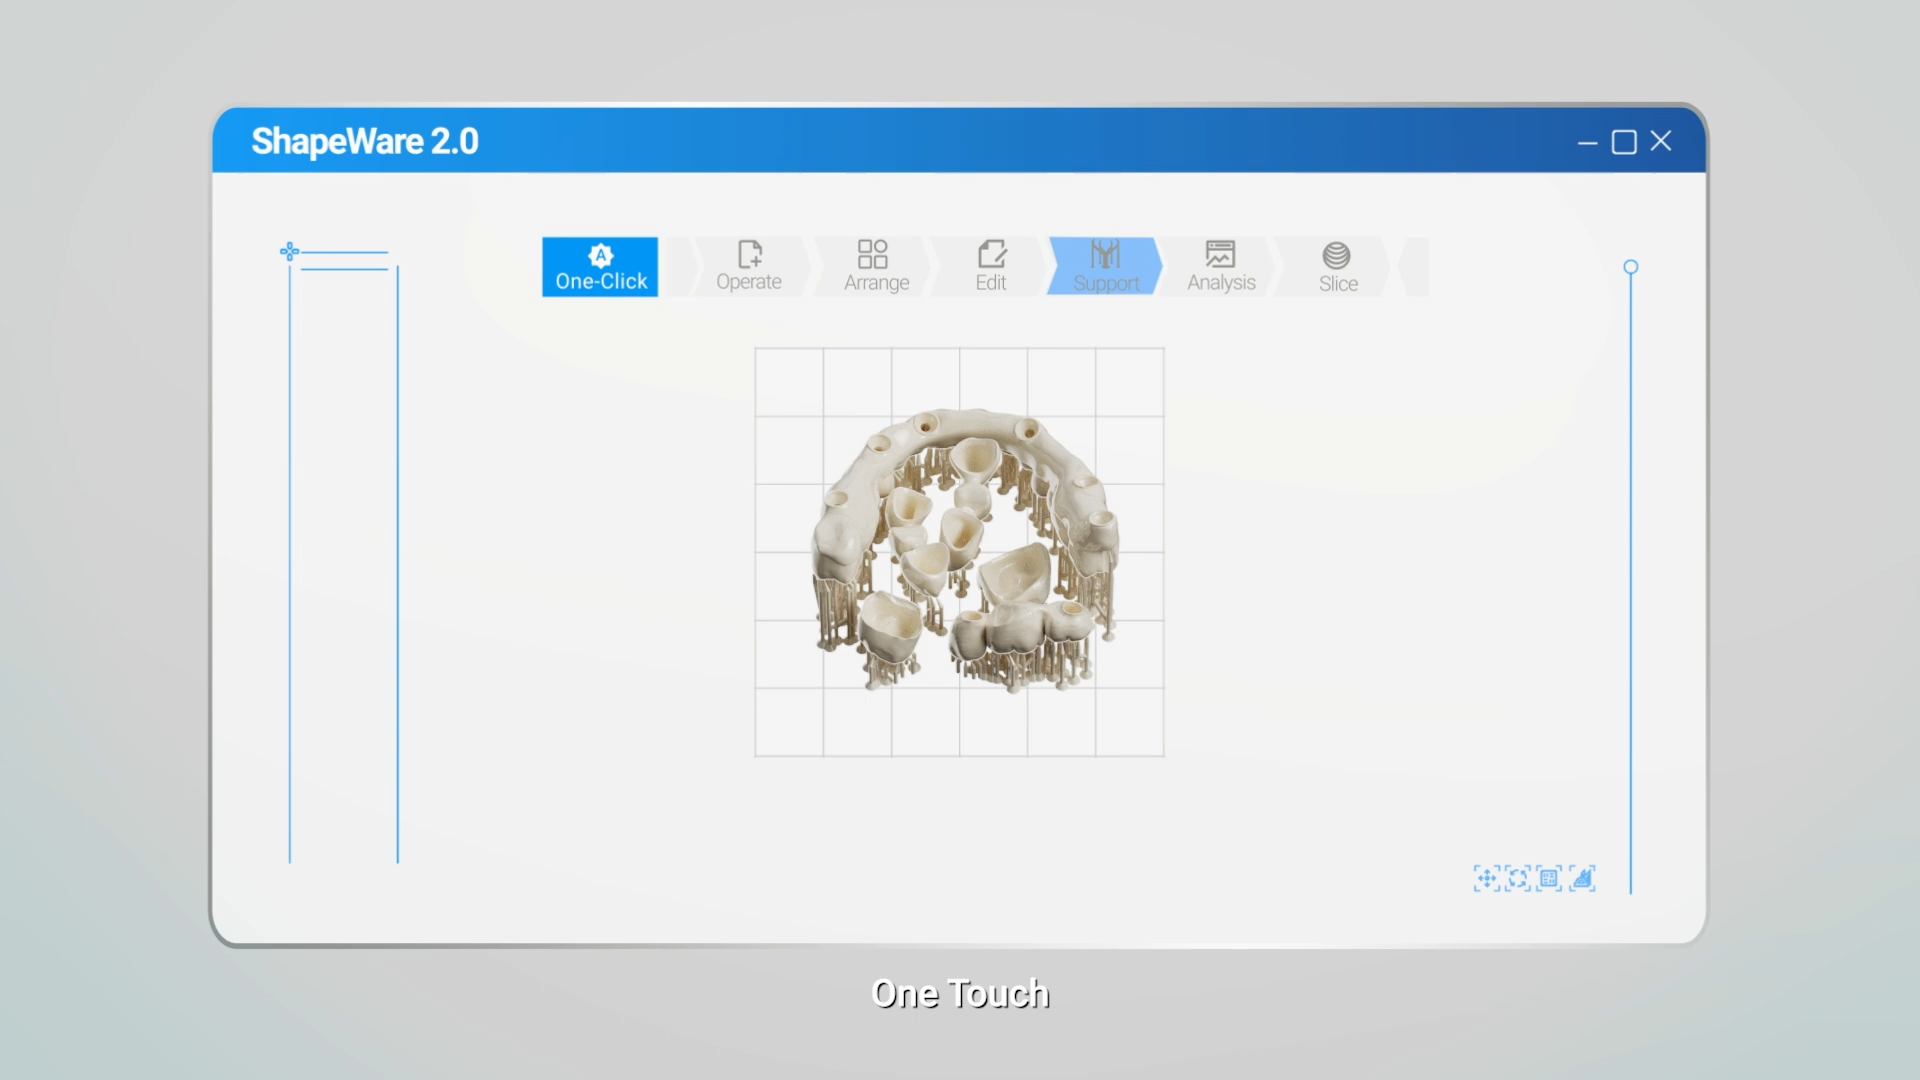 ShapeWare 2.0
A
One-Click
Operate
Arrange
Edit
Support
Analysis
Slice
One Touch